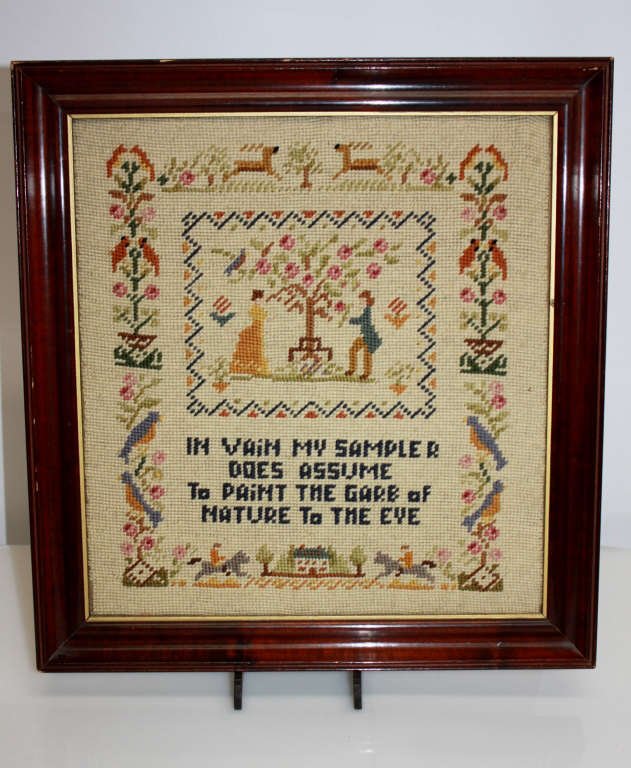 IN VAiN MY SAMPLER
DOES ASSUME
To PAiNT THE GARB oF
NATURE To THE EYE